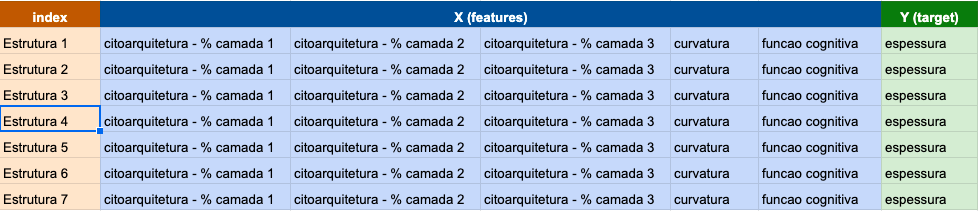 index X (features) Y (target)
Estrutura 1 citoarquitetura - % camada 1 citoarquitetura - % camada 2 citoarquitetura - % camada 3 curvatura funcao cognitiva espessura
Estrutura 2 citoarquitetura - % camada 1 citoarquitetura - % camada 2 citoarquitetura - % camada 3 curvatura funcao cognitiva espessura
Estrutura 3 citoarquitetura - % camada 1 citoarquitetura - % camada 2 citoarquitetura - % camada 3 curvatura funcao cognitiva espessura
Estrutura 4 citoarquitetura - % camada 1 citoarquitetura - % camada 2 citoarquitetura - % camada 3 curvatura funcao cognitiva espessura
Estrutura 5 citoarquitetura - % camada 1 citoarquitetura - % camada 2 citoarquitetura - % camada 3 curvatura funcao cognitiva espessura
Estrutura 6 citoarquitetura - % camada 1 citoarquitetura - % camada 2 citoarquitetura - % camada 3 curvatura funcao cognitiva espessura
Estrutura 7 citoarquitetura - % camada 1 citoarquitetura - % camada 2 citoarquitetura - % camada 3 curvatura funcao cognitiva espessura